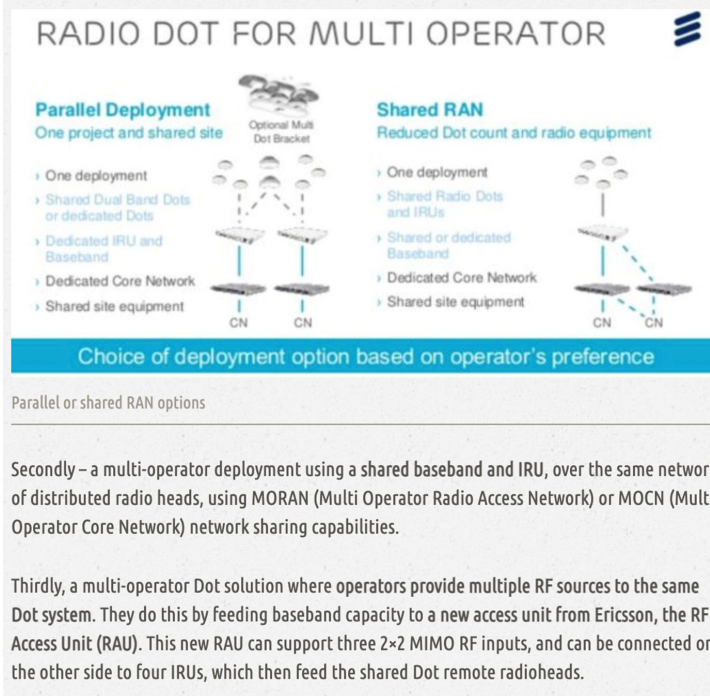 RADIO DOT FOR MULTI OPERATOR
Parallel Deployment
One project and shared site
Optional Multi
Dot Bracket
› One deployment
› Shared Dual Band Dots
or dedicated Dots
› Dedicated IRU and
Baseband
› Dedicated Core Network
› Shared site equipment
CN CN
Shared RAN
Reduced Dot count and radio equipment
› One deployment
› Shared Radio Dots
and IRUs
› Shared or dedicated
Baseband
› Dedicated Core Network
› Shared site equipment
CN CN
Choice of deployment option based on operator's preference
Parallel or shared RAN options
Secondly – a multi-operator deployment using a shared baseband and IRU, over the same networ
of distributed radio heads, using MORAN (Multi Operator Radio Access Network) or MOCN (Mult
Operator Core Network) network sharing capabilities.
Thirdly, a multi-operator Dot solution where operators provide multiple RF sources to the same
Dot system. They do this by feeding baseband capacity to a new access unit from Ericsson, the RF
Access Unit (RAU). This new RAU can support three 2×2 MIMO RF inputs, and can be connected or
the other side to four IRUs, which then feed the shared Dot remote radioheads.